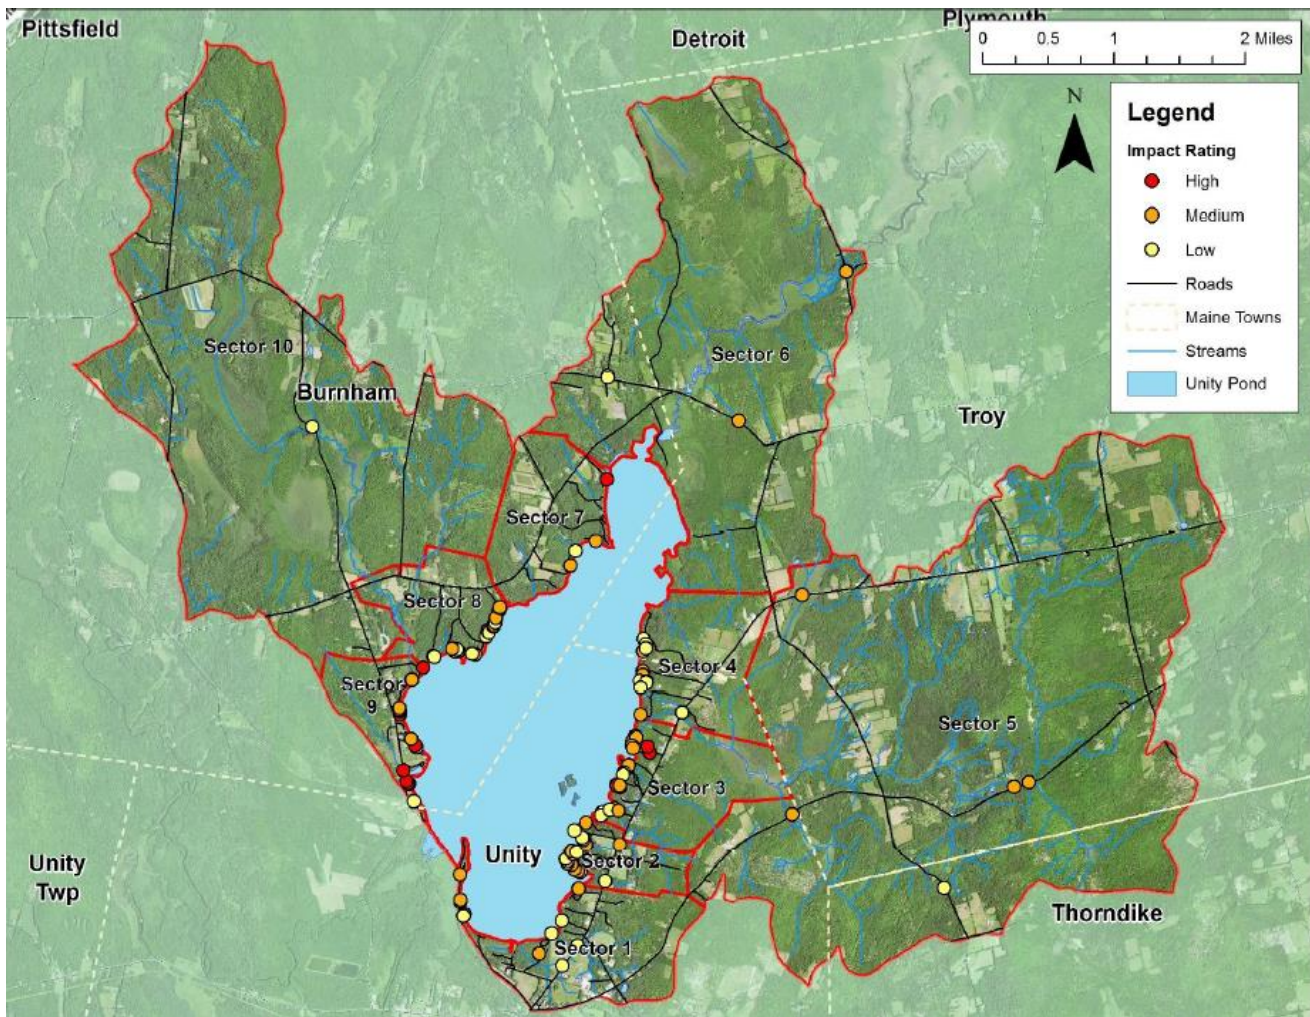 Pittsfield
Detroit
Plymouth
0 0.5 1 2 Miles
N
Legend
Impact Rating
High
Medium
Low
Roads
Maine Towns
Streams
Unity Pond
Sector 10
Sector 6
Burnham
Troy
Sector 7
Sector 8
Sector 4
Sector
9
Sector 5
Sector 3
Unity
Sector 2
Unity
Twp
Thorndike
Sector 1